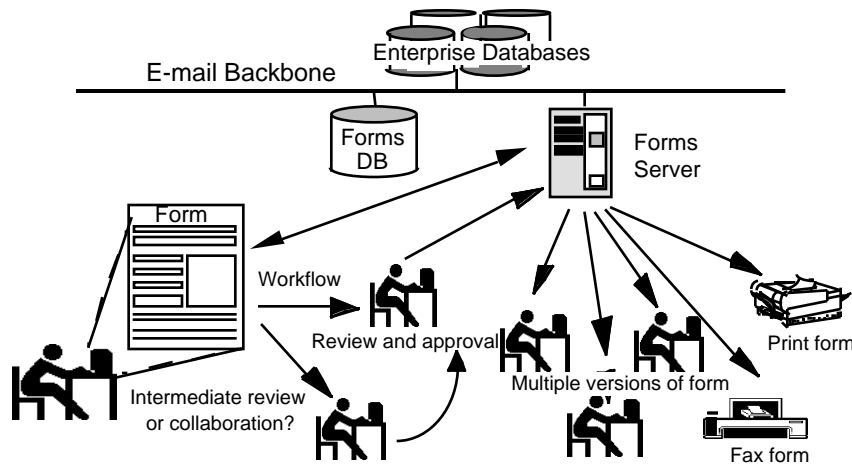 Enterprise Databases
E-mail Backbone
Forms
DB
Forms
Server
Form
Workflow
Review and approval
Intermediate review
or collaboration?
Multiple versions of form
Print form
Fax form